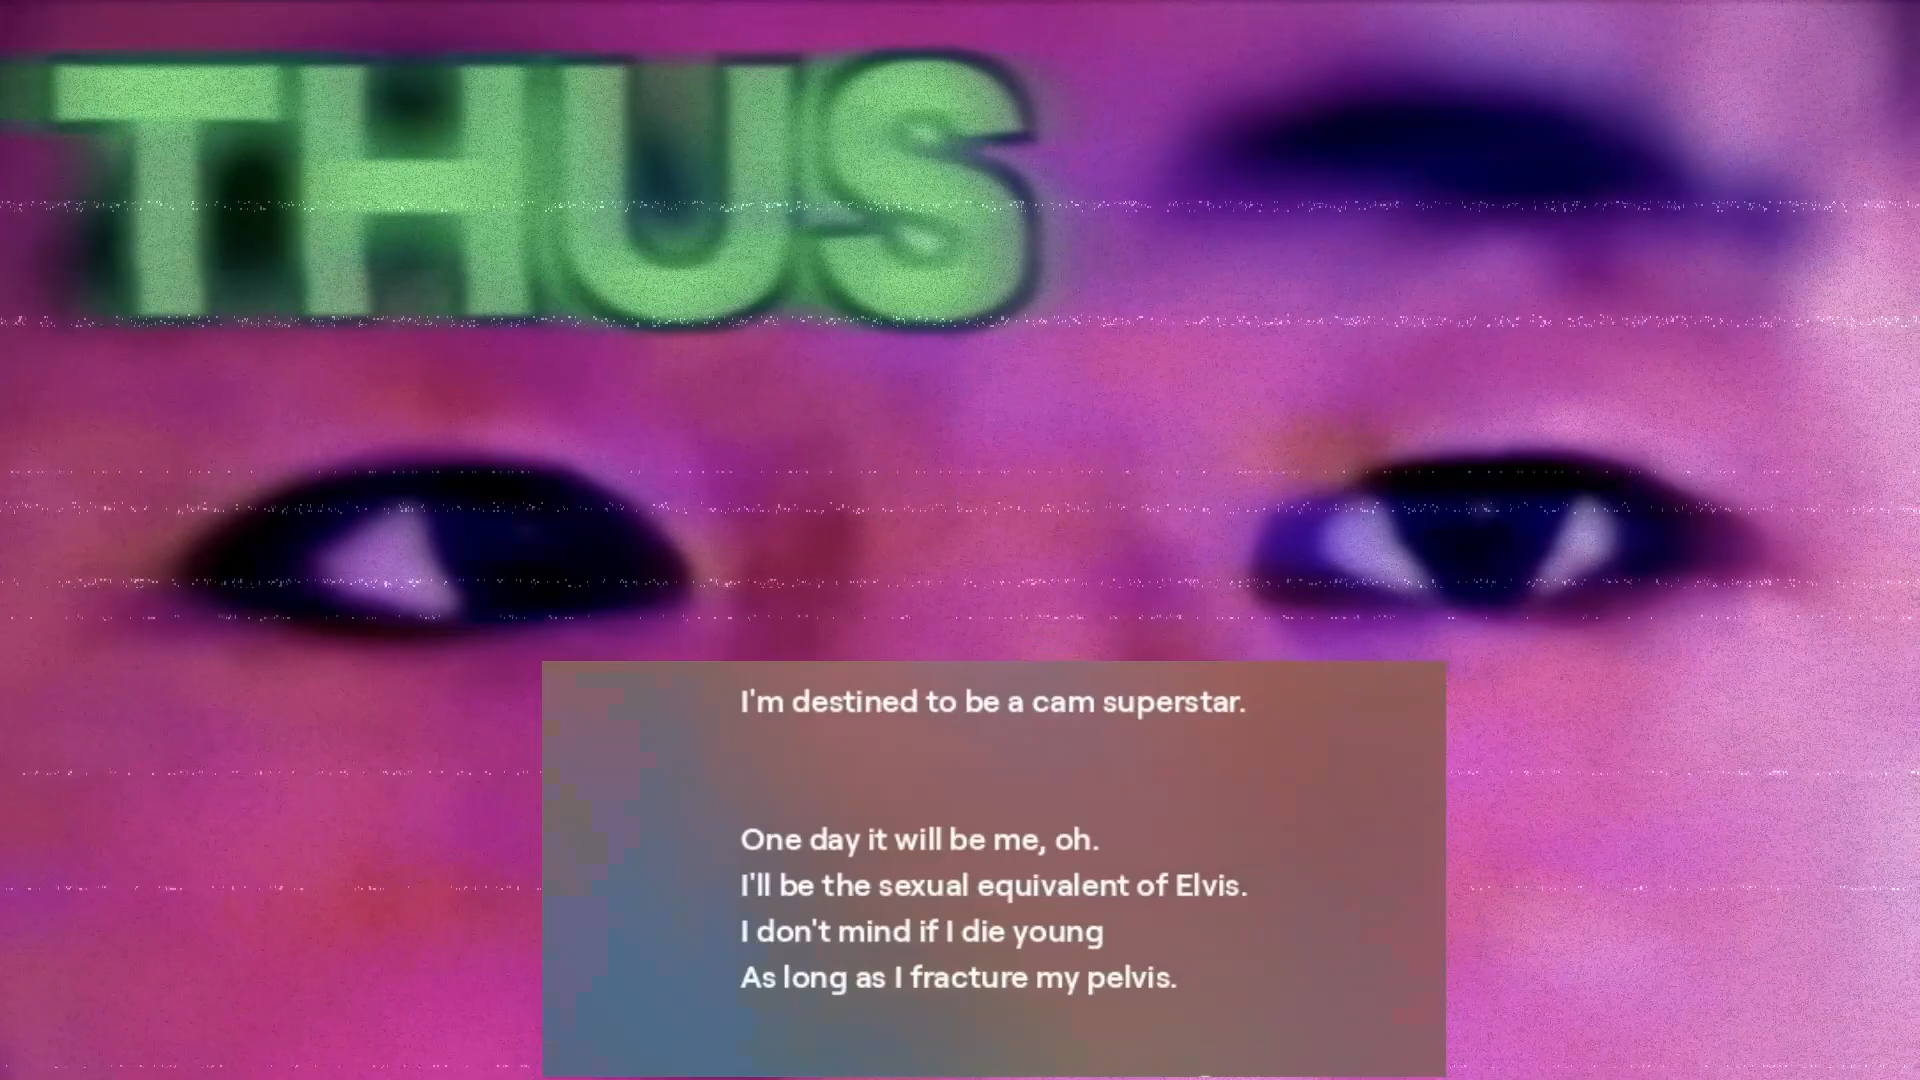 THUS
I'm destined to be a cam superstar.
One day it will be me, oh.
I'll be the sexual equivalent of Elvis.
I don't mind if I die young
As long as I fracture my pelvis.